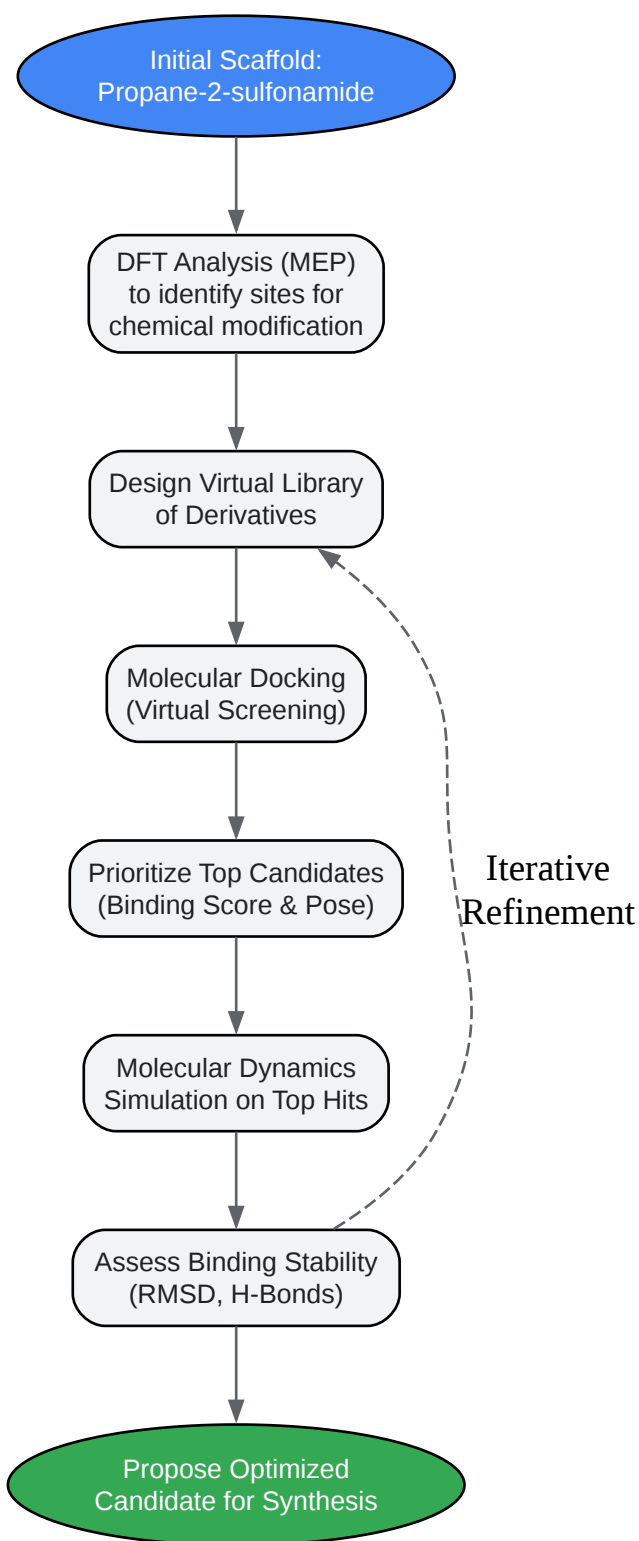 Initial Scaffold:
Propane-2-sulfonamide
DFT Analysis (MEP)
to identify sites for
chemical modification
Design Virtual Library
of Derivatives
Molecular Docking
(Virtual Screening)
Prioritize Top Candidates
(Binding Score & Pose)
Iterative
Refinement
Molecular Dynamics
Simulation on Top Hits
Assess Binding Stability
(RMSD, H-Bonds)
Propose Optimized
Candidate for Synthesis